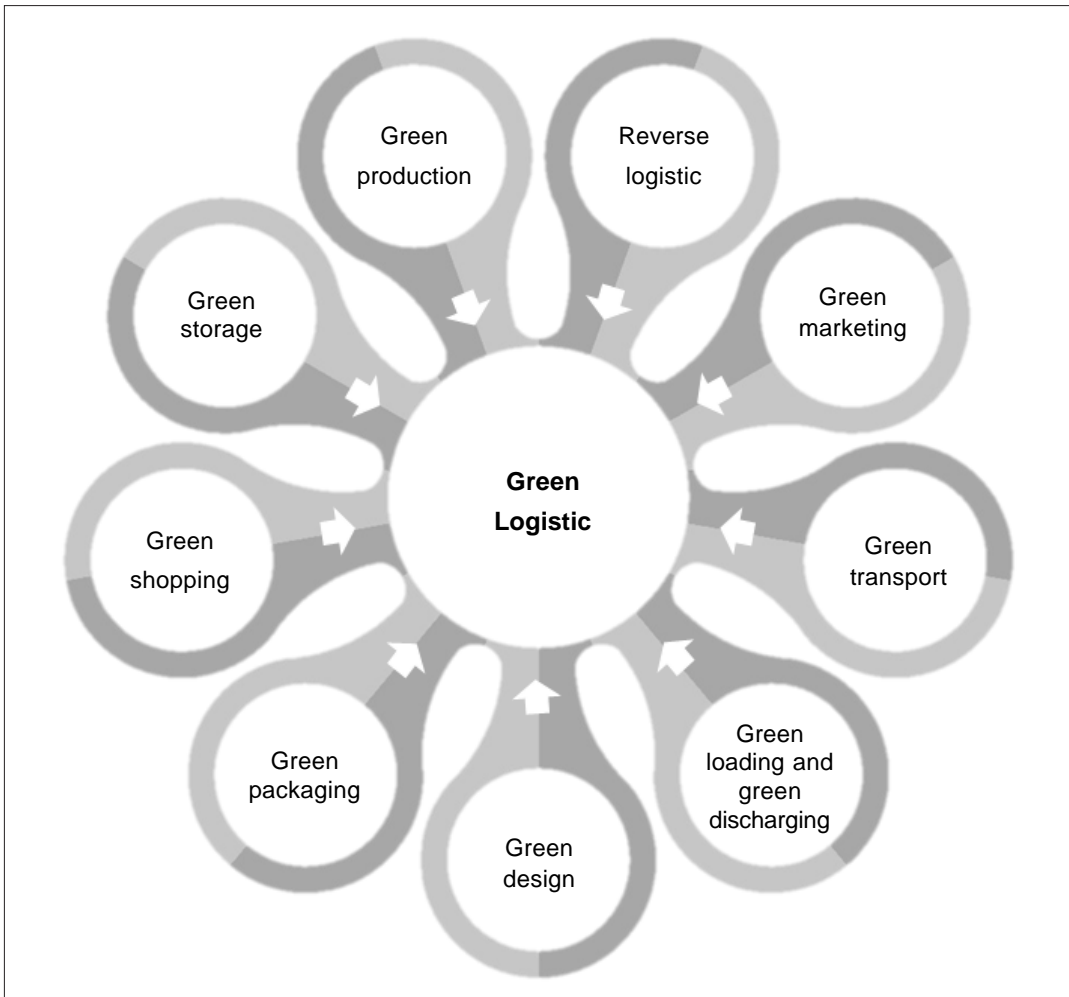 Green
production
Reverse
logistic
Green
storage
Green
marketing
Green
Logistic
Green
shopping
Green
transport
Green
packaging
Green
loading and
green
discharging
Green
design